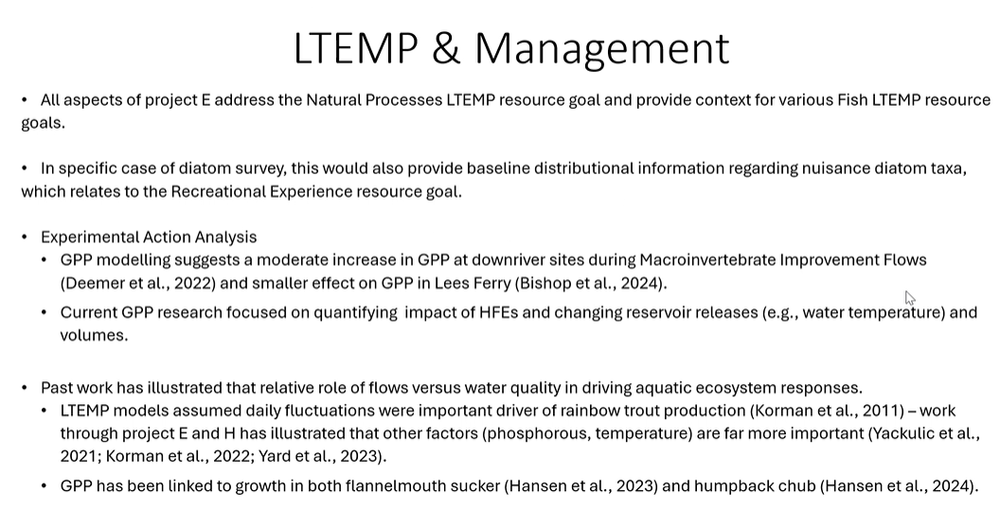 LTEMP & Management
• All aspects of project E address the Natural Processes LTEMP resource goal and provide context for various Fish LTEMP resource
goals.
• In specific case of diatom survey, this would also provide baseline distributional information regarding nuisance diatom taxa,
which relates to the Recreational Experience resource goal.
• Experimental Action Analysis
• GPP modelling suggests a moderate increase in GPP at downriver sites during Macroinvertebrate Improvement Flows
(Deemer et al., 2022) and smaller effect on GPP in Lees Ferry (Bishop et al., 2024).
• Current GPP research focused on quantifying impact of HFEs and changing reservoir releases (e.g., water temperature) and
volumes.
• Past work has illustrated that relative role of flows versus water quality in driving aquatic ecosystem responses.
• LTEMP models assumed daily fluctuations were important driver of rainbow trout production (Korman et al., 2011) – work
through project E and H has illustrated that other factors (phosphorous, temperature) are far more important (Yackulic et al.,
2021; Korman et al., 2022; Yard et al., 2023).
• GPP has been linked to growth in both flannelmouth sucker (Hansen et al., 2023) and humpback chub (Hansen et al., 2024).